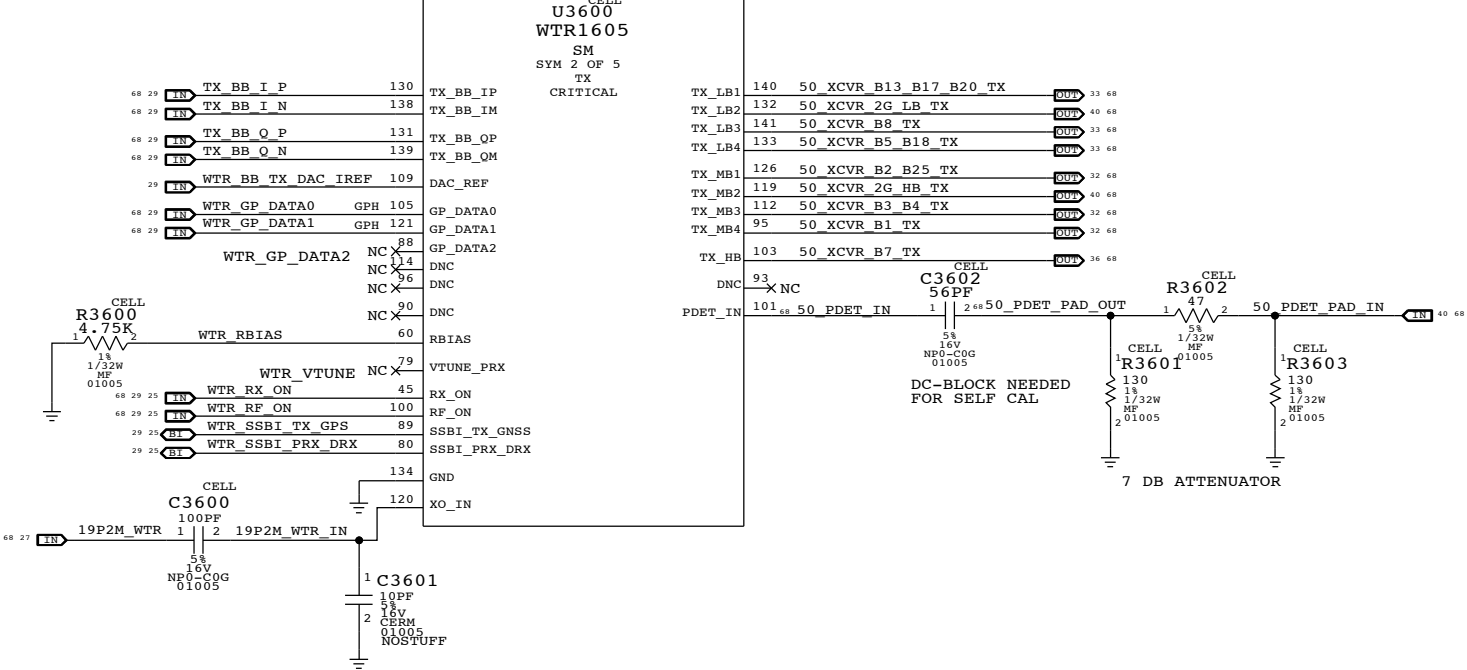 CELL
U3600
WTR1605
SM
SYM 2 OF 5
TX
CRITICAL
68 29 IN TX_BB_I_P 130 TX_BB_IP
68 29 IN TX_BB_I_N 138 TX_BB_IM
68 29 IN TX_BB_Q_P 131 TX_BB_QP
68 29 IN TX_BB_Q_N 139 TX_BB_QM
29 IN WTR_BB_TX_DAC_IREF 109 DAC_REF
68 29 IN WTR_GP_DATA0 GPH 105 GP_DATA0
68 29 IN WTR_GP_DATA1 GPH 121 GP_DATA1
WTR_GP_DATA2 NC 88 GP_DATA2
NC 114 DNC
NC 96 DNC
NC 90 DNC
CELL
R3600
4.75K
1 2
1%
1/32W
MF
01005
WTR_RBIAS 60 RBIAS
WTR_VTUNE NC 79 VTUNE_PRX
68 29 25 IN WTR_RX_ON 45 RX_ON
68 29 25 IN WTR_RF_ON 100 RF_ON
29 25 BI WTR_SSBI_TX_GPS 89 SSBI_TX_GNSS
29 25 BI WTR_SSBI_PRX_DRX 80 SSBI_PRX_DRX
134 GND
120 XO_IN
TX_LB1 140 50_XCVR_B13_B17_B20_TX OUT 33 68
TX_LB2 132 50_XCVR_2G_LB_TX OUT 40 68
TX_LB3 141 50_XCVR_B8_TX OUT 33 68
TX_LB4 133 50_XCVR_B5_B18_TX OUT 33 68
TX_MB1 126 50_XCVR_B2_B25_TX OUT 32 68
TX_MB2 119 50_XCVR_2G_HB_TX OUT 40 68
TX_MB3 112 50_XCVR_B3_B4_TX OUT 32 68
TX_MB4 95 50_XCVR_B1_TX OUT 32 68
TX_HB 103 50_XCVR_B7_TX OUT 36 68
DNC 93 NC
PDET_IN 101 68 50_PDET_IN
CELL
C3602
56PF
1 2
5%
16V
NP0-C0G
01005
68 50_PDET_PAD_OUT
CELL
R3602
47
1 2
5%
1/32W
MF
01005
50_PDET_PAD_IN IN 40 68
DC-BLOCK NEEDED
FOR SELF CAL
CELL
1
R3601
130
1%
1/32W
MF
01005
2
CELL
1
R3603
130
1%
1/32W
MF
01005
2
7 DB ATTENUATOR
CELL
C3600
100PF
68 27 IN 19P2M_WTR 1 2 19P2M_WTR_IN
5%
16V
NP0-C0G
01005
1 C3601
10PF
5%
16V
2 CERM
01005
NOSTUFF